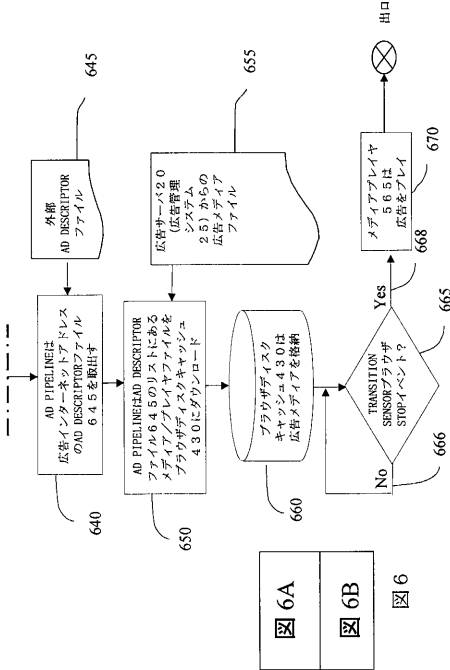 645
外部
AD DESCRIPTOR
ファイル
AD PIPELINEは
広告インターネットアドレス
のAD DESCRIPTORファイル
645を取出す
640
655
広告サーバ20
(広告管理
システム
25)からの
広告メディア
ファイル
AD PIPELINEはAD DESCRIPTOR
ファイル645のリストにある
メディア/プレイヤファイルを
ブラウザディスクキャッシュ
430にダウンロード
650
ブラウザディスク
キャッシュ430は
広告メディアを格納
660
TRANSITION
SENSORブラウザ
STOPイベント?
665
No
666
Yes
668
メディアプレイヤ
565は
広告をプレイ
670
出口
図 6A
図 6B
図 6